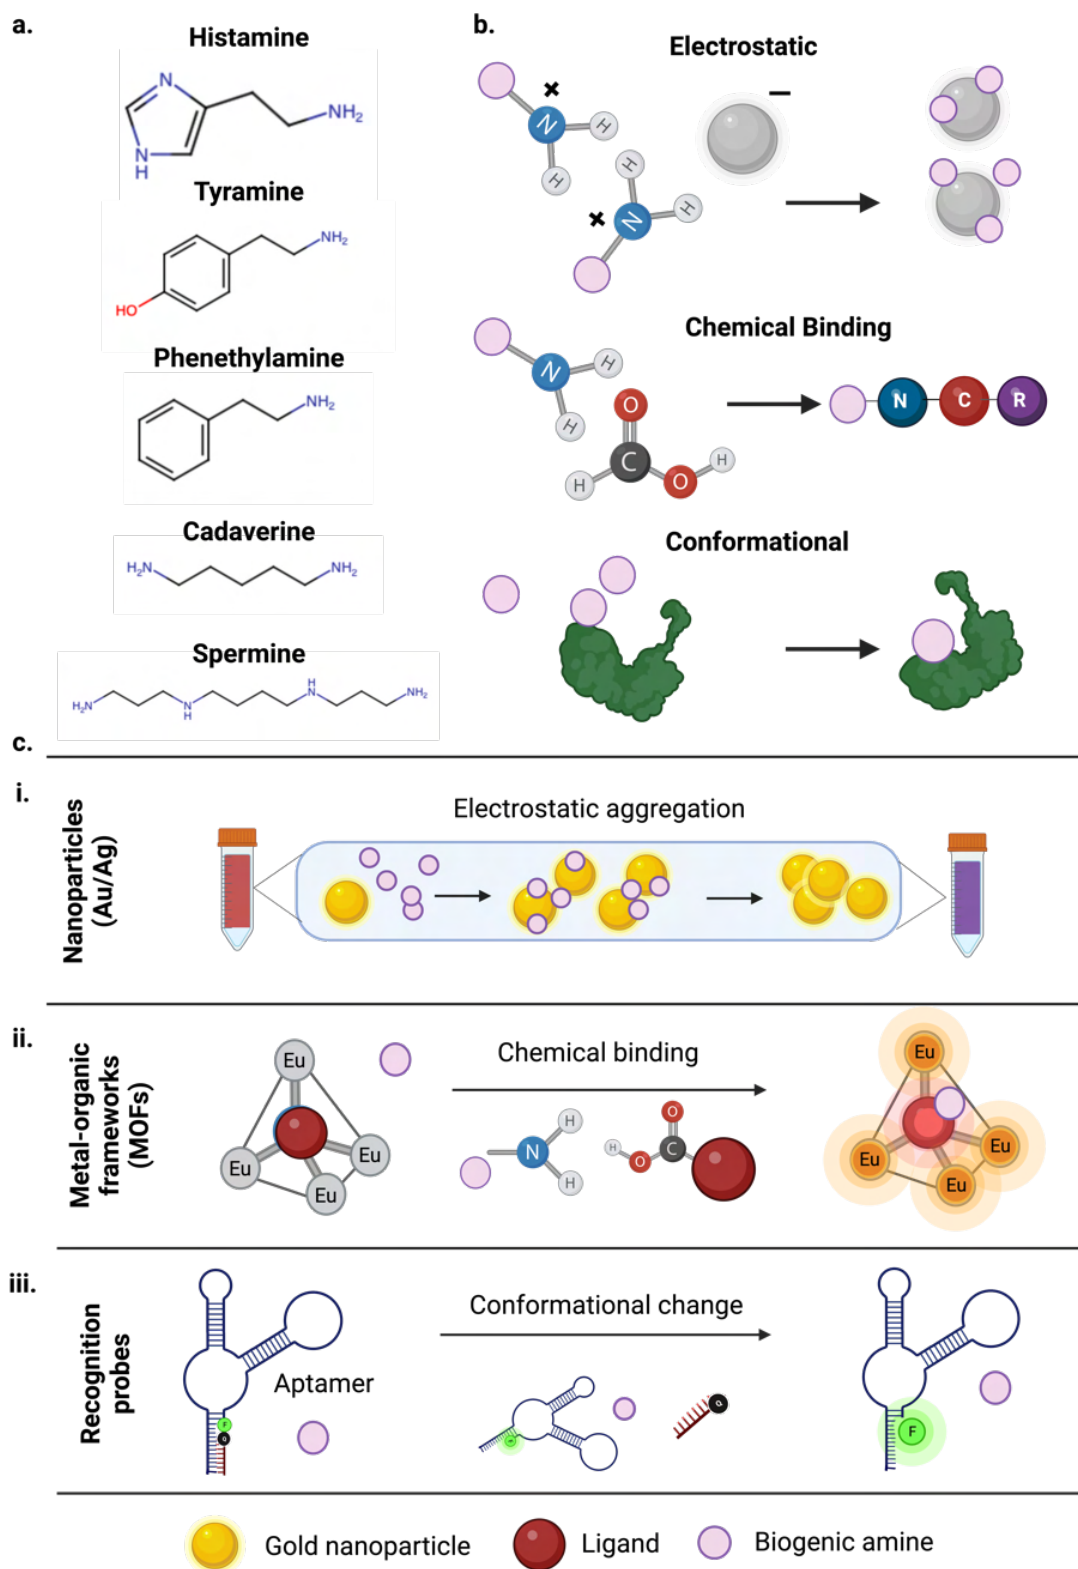 a.
Histamine
N
NH₂
N
H
Tyramine
NH₂
HO
Phenethylamine
NH₂
Cadaverine
H₂N NH₂
Spermine
H
N
H₂N N NH₂
H
b.
Electrostatic
+ −
N H
H
H
+ N H
Chemical Binding
N H
H
O
C H
H O
N C R
Conformational
c.
i.
Nanoparticles
(Au/Ag)
Electrostatic aggregation
ii.
Metal-organic
frameworks
(MOFs)
Eu
Eu Eu
Eu
Chemical binding
H
N
H
O
H O C
Eu
Eu Eu
Eu
iii.
Recognition
probes
Aptamer
F
Q
Conformational change
Q
F
Gold nanoparticle Ligand Biogenic amine